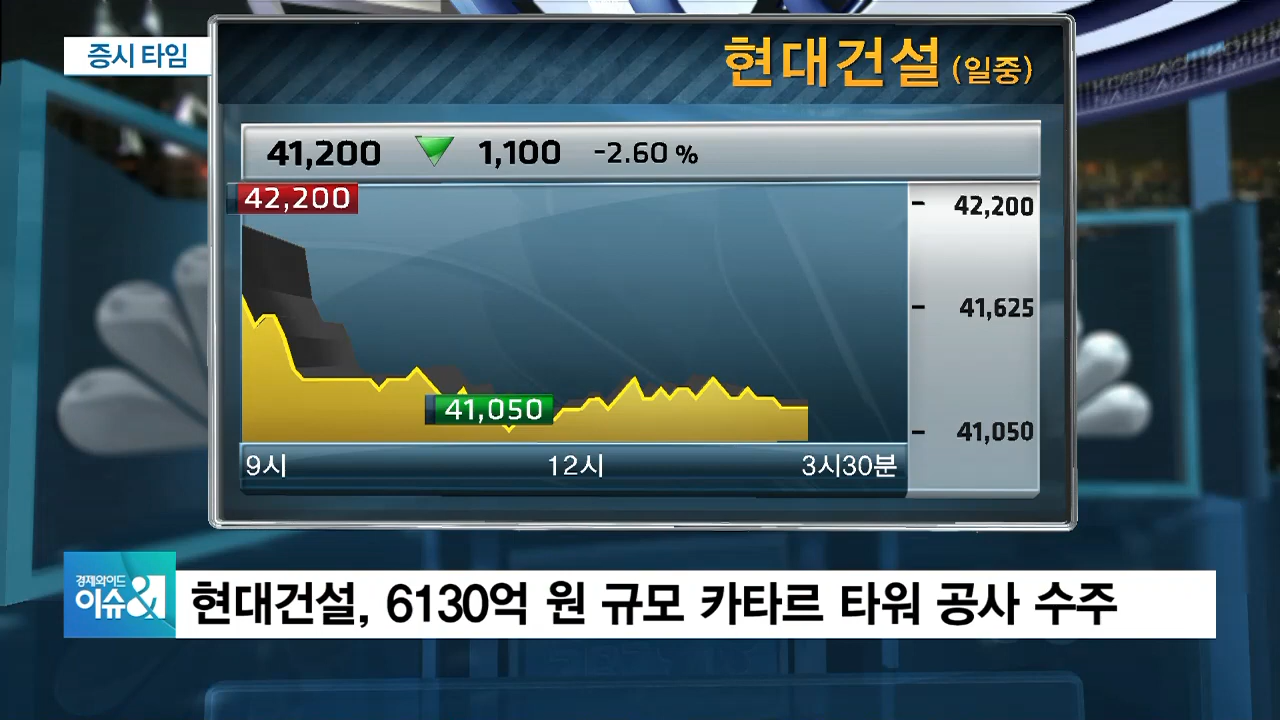 증시 타임
현대건설 (일중)
41,200 ▼ 1,100 -2.60 %
42,200
42,200
41,625
41,050
41,050
9시 12시 3시30분
경제와이드
이슈&
현대건설, 6130억 원 규모 카타르 타워 공사 수주